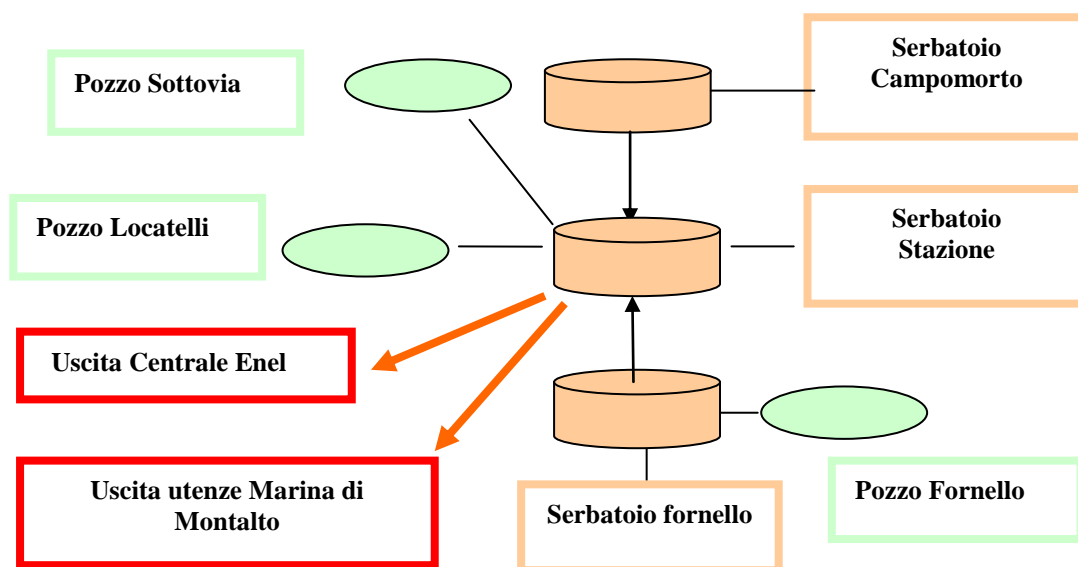 Pozzo Sottovia
Serbatoio
Campomorto
Pozzo Locatelli
Serbatoio
Stazione
Uscita Centrale Enel
Uscita utenze Marina di
Montalto
Serbatoio fornello
Pozzo Fornello